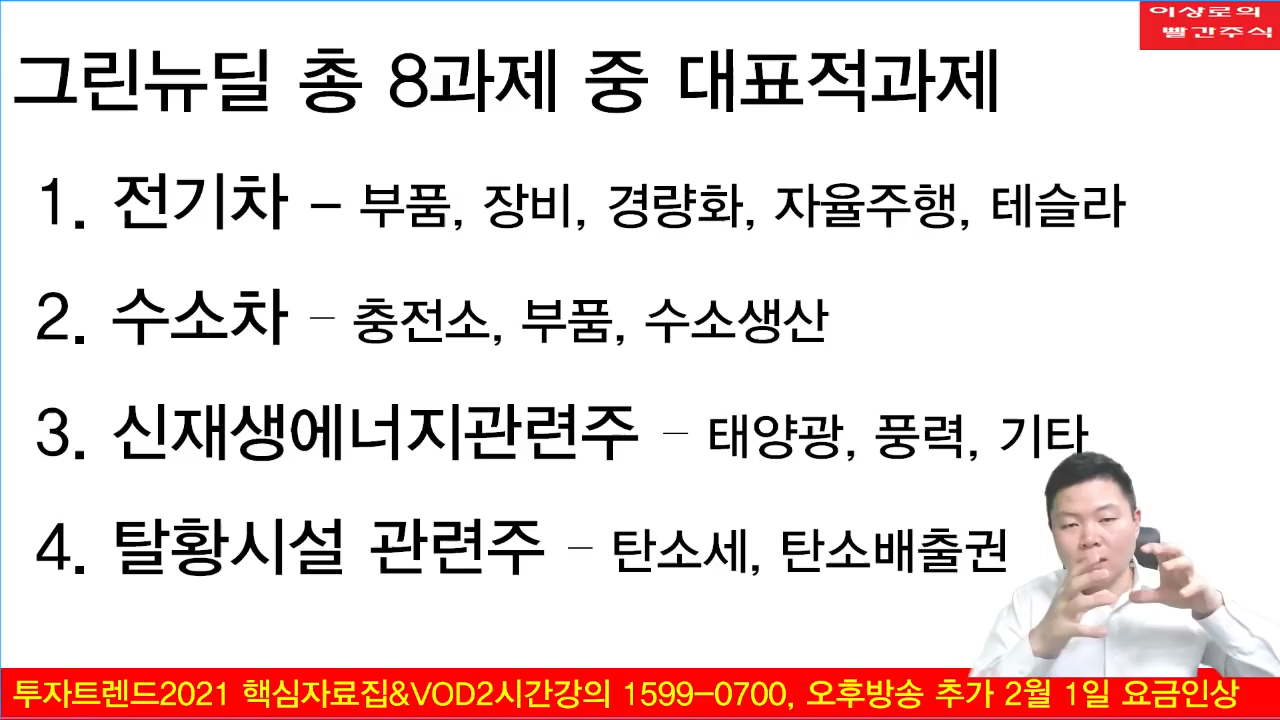 이상로의
빨간주식
그린뉴딜 총 8과제 중 대표적과제
1. 전기차 - 부품, 장비, 경량화, 자율주행, 테슬라
2. 수소차 - 충전소, 부품, 수소생산
3. 신재생에너지관련주 - 태양광, 풍력, 기타
4. 탈황시설 관련주 - 탄소세, 탄소배출권
투자트렌드2021 핵심자료집&VOD2시간강의 1599-0700, 오후방송 추가 2월 1일 요금인상